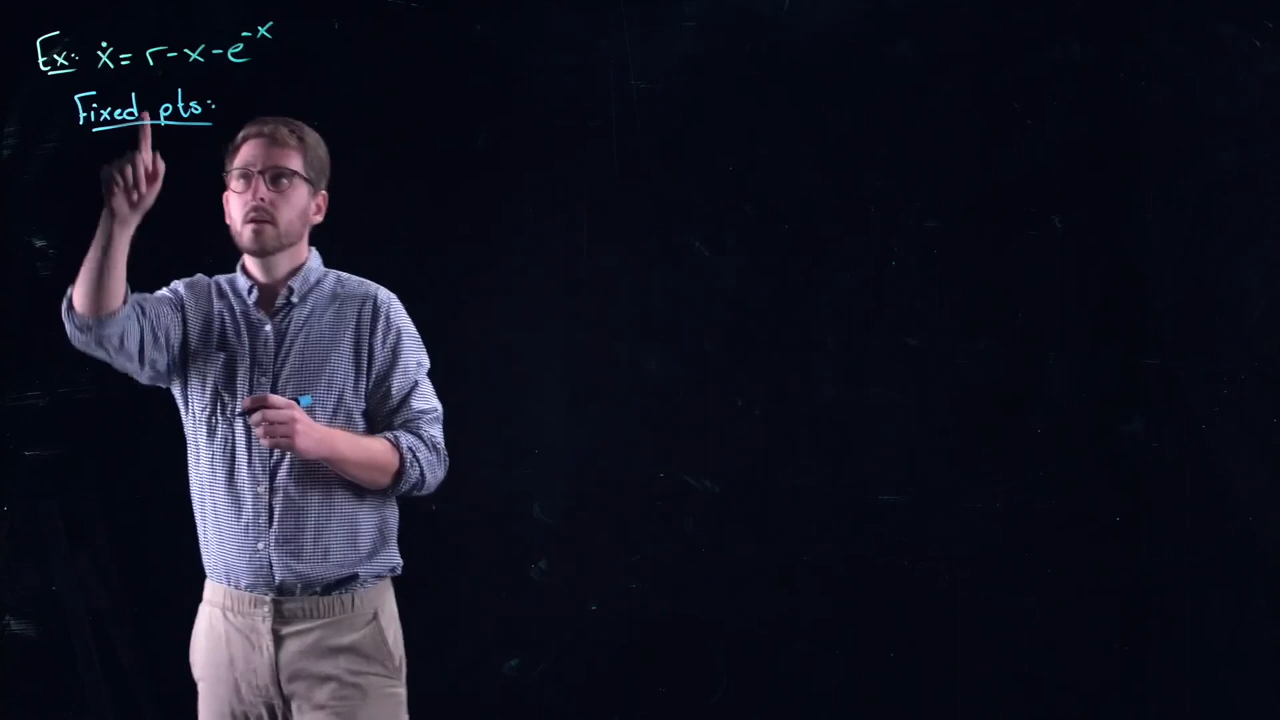 Ex: ẋ = r - x - e^{-x}
Fixed pts: